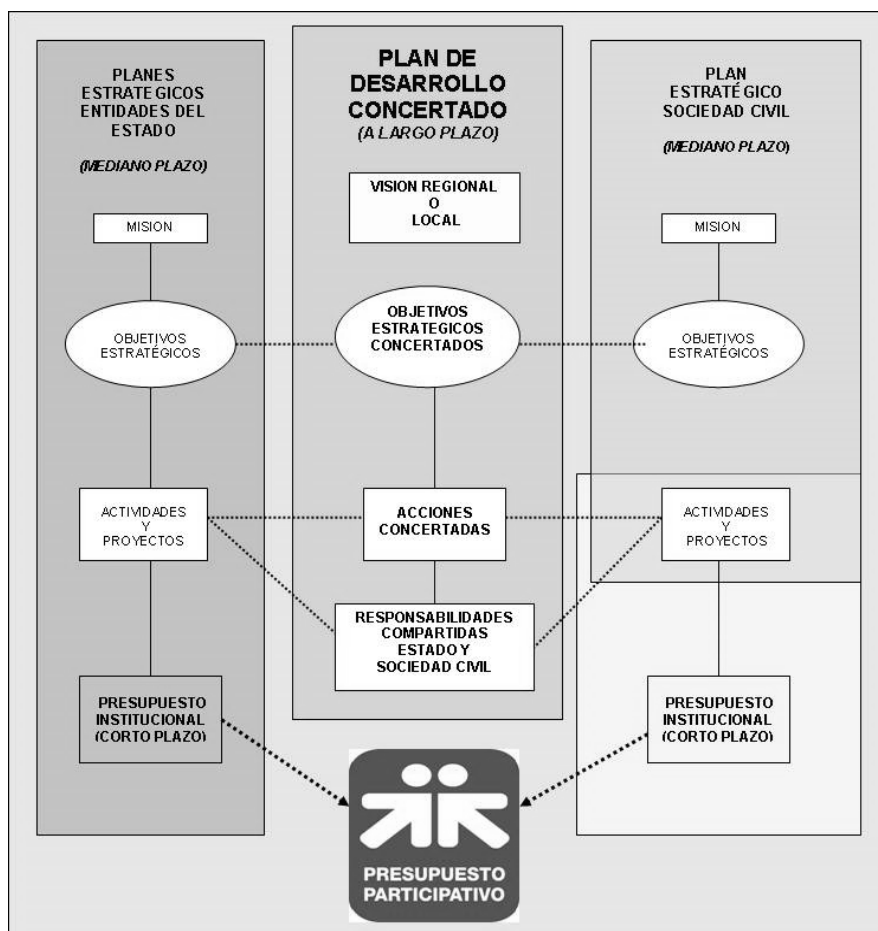 PLANES
ESTRATEGICOS
ENTIDADES DEL
ESTADO
(MEDIANO PLAZO)
MISION
OBJETIVOS
ESTRATÉGICOS
ACTIVIDADES
Y
PROYECTOS
PRESUPUESTO
INSTITUCIONAL
(CORTO PLAZO)
PLAN DE
DESARROLLO
CONCERTADO
(A LARGO PLAZO)
VISION REGIONAL
O
LOCAL
OBJETIVOS
ESTRATEGICOS
CONCERTADOS
ACCIONES
CONCERTADAS
RESPONSABILIDADES
COMPARTIDAS
ESTADO Y
SOCIEDAD CIVIL
PLAN
ESTRATÉGICO
SOCIEDAD CIVIL
(MEDIANO PLAZO)
MISION
OBJETIVOS
ESTRATÉGICOS
ACTIVIDADES
Y
PROYECTOS
PRESUPUESTO
INSTITUCIONAL
(CORTO PLAZO)
PRESUPUESTO
PARTICIPATIVO